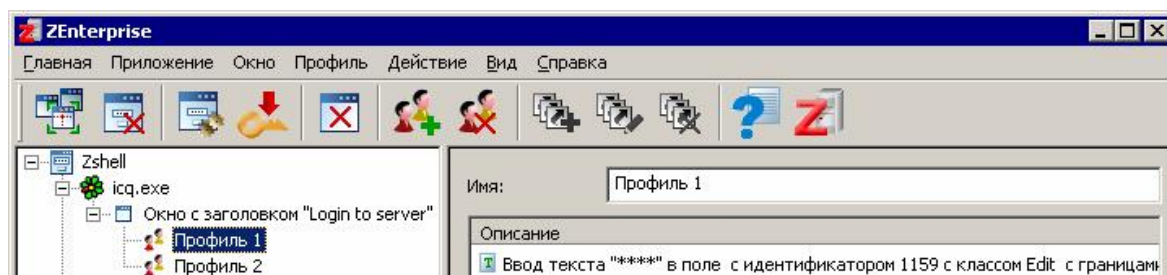 ZEnterprise
Главная Приложение Окно Профиль Действие Вид Справка
Zshell
icq.exe
Окно с заголовком "Login to server"
Профиль 1
Профиль 2
Имя: Профиль 1
Описание
Ввод текста "****" в поле с идентификатором 1159 с классом Edit с границами